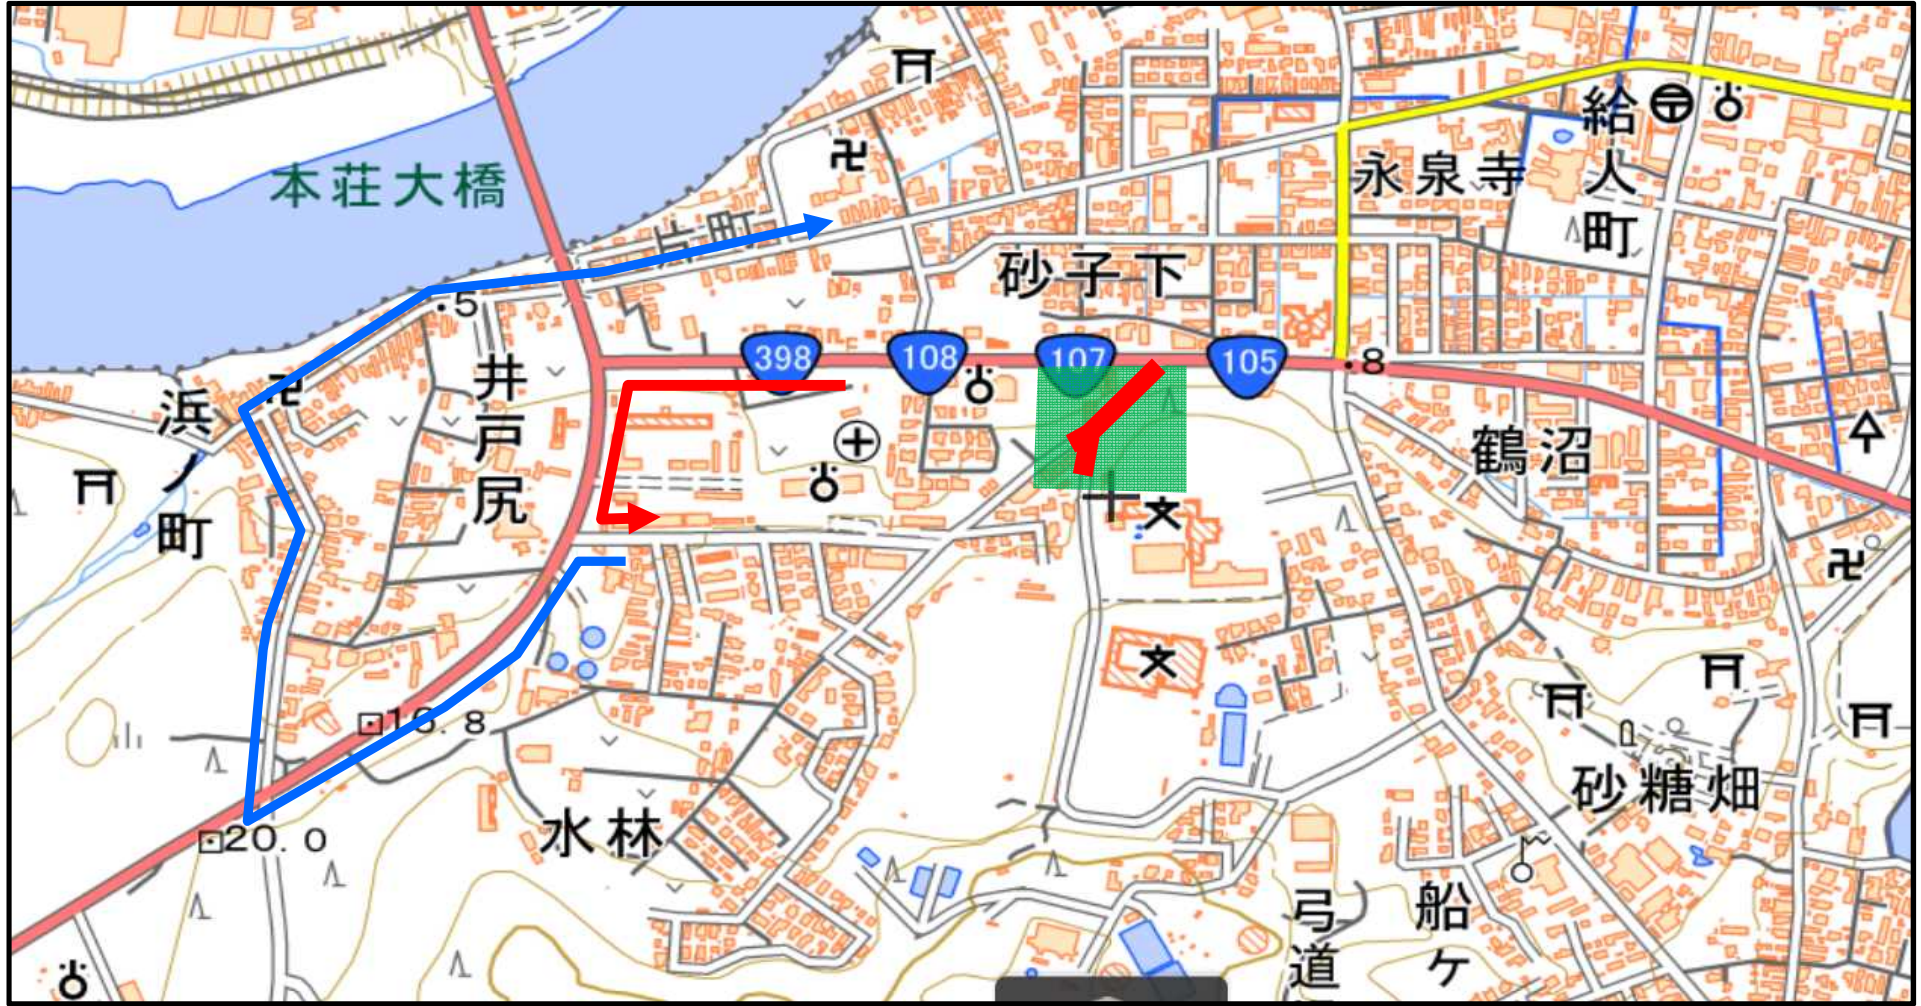 本荘大橋
片町
永泉寺
給人町
砂子下
.5
398
108
107
105
.8
井戸尻
浜ノ町
鶴沼
16.8
20.0
水林
砂糖畑
弓道
船ケ